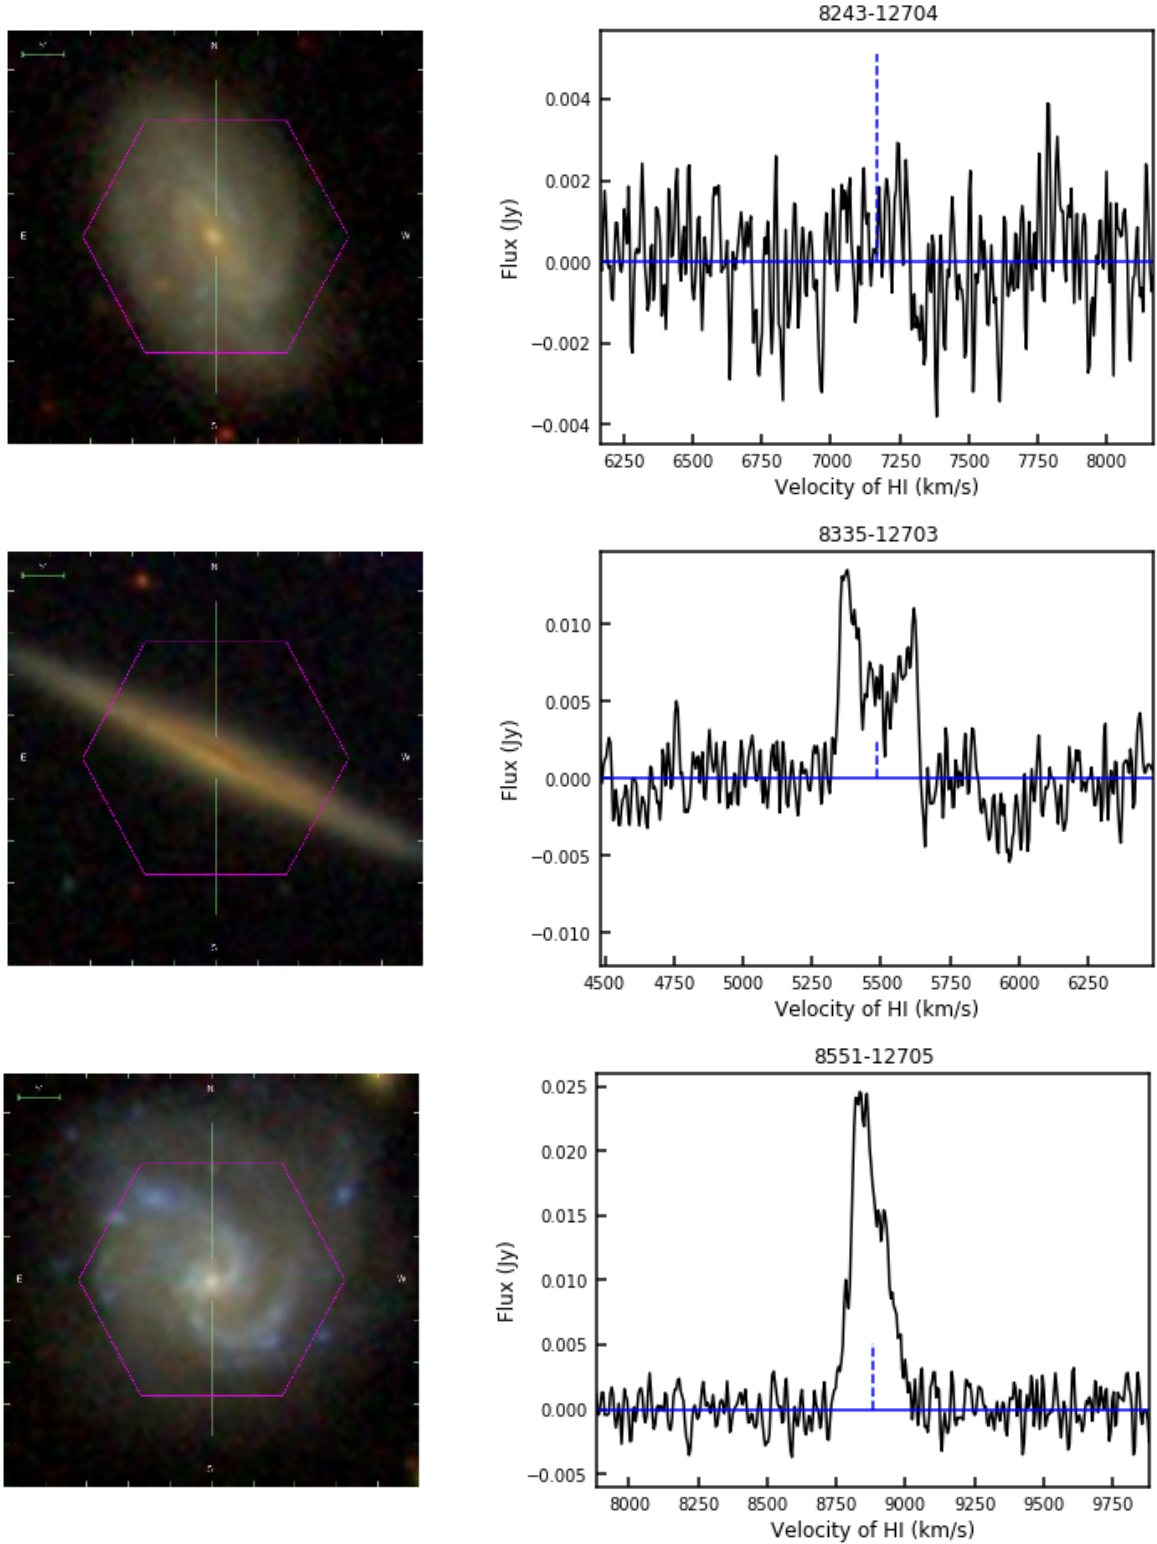 8243-12704
5"
N
E
W
S
Flux (Jy)
0.004
0.002
0.000
−0.002
−0.004
6250 6500 6750 7000 7250 7500 7750 8000
Velocity of HI (km/s)
8335-12703
5"
N
E
W
S
Flux (Jy)
0.010
0.005
0.000
−0.005
−0.010
4500 4750 5000 5250 5500 5750 6000 6250
Velocity of HI (km/s)
8551-12705
5"
N
E
W
S
Flux (Jy)
0.025
0.020
0.015
0.010
0.005
0.000
−0.005
8000 8250 8500 8750 9000 9250 9500 9750
Velocity of HI (km/s)